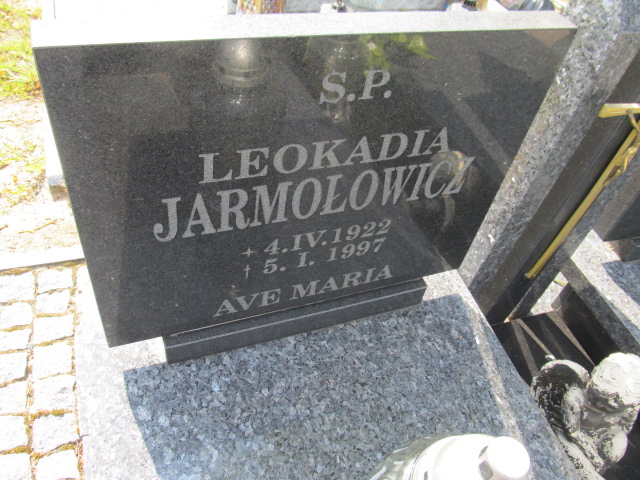 Ś.P.
LEOKADIA
JARMOŁOWICZ
+ 4.IV.1922
† 5. I. 1997
AVE MARIA